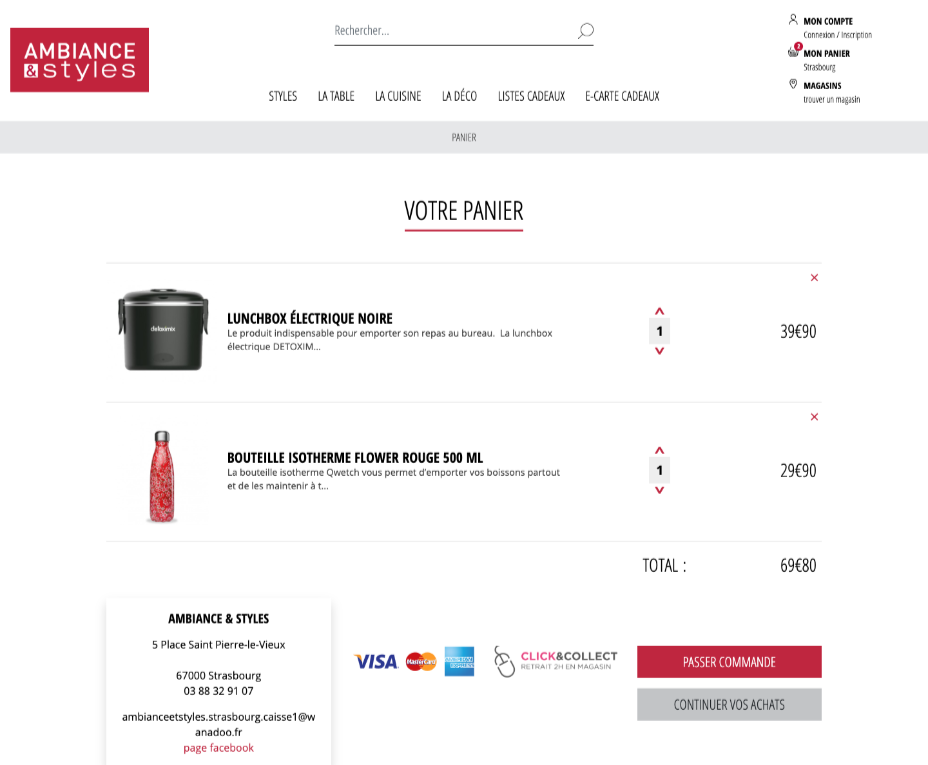 AMBIANCE
&styles
Rechercher...
MON COMPTE
Connexion / Inscription
2
MON PANIER
Strasbourg
MAGASINS
trouver un magasin
STYLES LA TABLE LA CUISINE LA DÉCO LISTES CADEAUX E-CARTE CADEAUX
PANIER
VOTRE PANIER
detoximix
LUNCHBOX ÉLECTRIQUE NOIRE
Le produit indispensable pour emporter son repas au bureau. La lunchbox
électrique DETOXIM...
1
39€90
BOUTEILLE ISOTHERME FLOWER ROUGE 500 ML
La bouteille isotherme Qwetch vous permet d'emporter vos boissons partout
et de les maintenir à t...
1
29€90
TOTAL : 69€80
AMBIANCE & STYLES
5 Place Saint Pierre-le-Vieux
67000 Strasbourg
03 88 32 91 07
ambianceetstyles.strasbourg.caisse1@w
anadoo.fr
page facebook
VISA MasterCard AMERICAN EXPRESS
CLICK&COLLECT
RETRAIT 2H EN MAGASIN
PASSER COMMANDE
CONTINUER VOS ACHATS